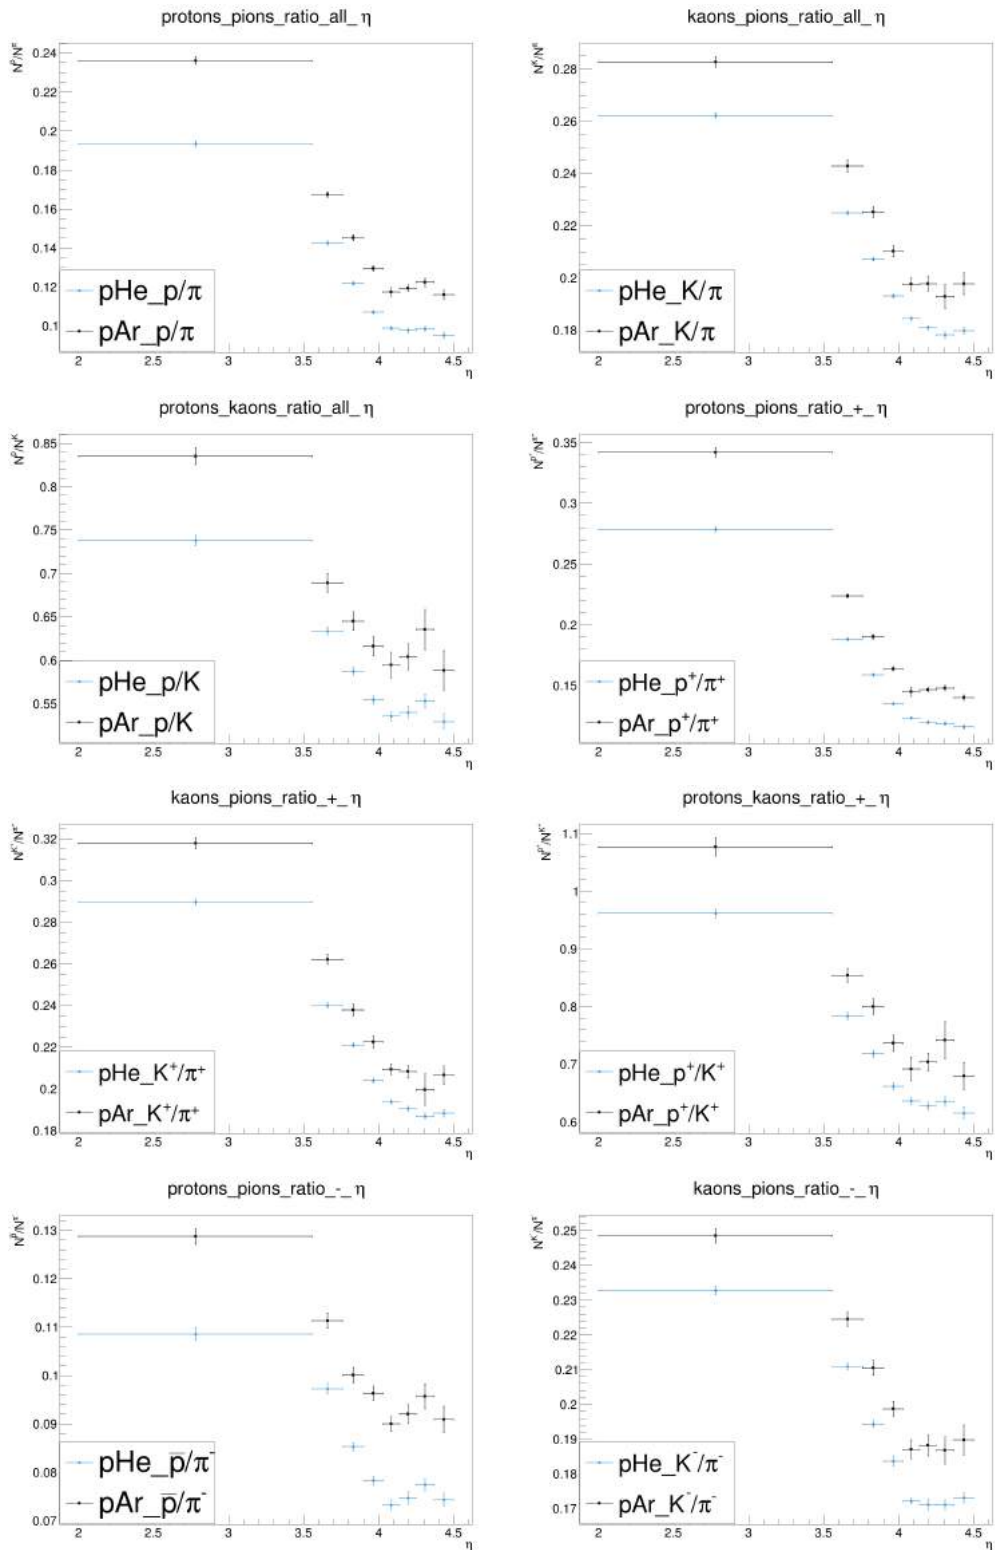 protons_pions_ratio_all_ η
Nᵖ/Nᵖⁱ
0.24
0.22
0.2
0.18
0.16
0.14
0.12
0.1
pHe_p/π
pAr_p/π
2 2.5 3 3.5 4 4.5
η
kaons_pions_ratio_all_ η
0.28
0.26
0.24
0.22
0.2
0.18
pHe_K/π
pAr_K/π
2 2.5 3 3.5 4 4.5
η
protons_kaons_ratio_all_ η
Nᵖ/Nᴷ
0.85
0.8
0.75
0.7
0.65
0.6
0.55
pHe_p/K
pAr_p/K
2 2.5 3 3.5 4 4.5
η
protons_pions_ratio_+_ η
0.35
0.3
0.25
0.2
0.15
pHe_p⁺/π⁺
pAr_p⁺/π⁺
2 2.5 3 3.5 4 4.5
η
kaons_pions_ratio_+_ η
0.32
0.3
0.28
0.26
0.24
0.22
0.2
0.18
pHe_K⁺/π⁺
pAr_K⁺/π⁺
2 2.5 3 3.5 4 4.5
η
protons_kaons_ratio_+_ η
1.1
1
0.9
0.8
0.7
0.6
pHe_p⁺/K⁺
pAr_p⁺/K⁺
2 2.5 3 3.5 4 4.5
η
protons_pions_ratio_-_ η
0.13
0.12
0.11
0.1
0.09
0.08
0.07
pHe_p̅/π⁻
pAr_p̅/π⁻
2 2.5 3 3.5 4 4.5
η
kaons_pions_ratio_-_ η
0.25
0.24
0.23
0.22
0.21
0.2
0.19
0.18
0.17
pHe_K⁻/π⁻
pAr_K⁻/π⁻
2 2.5 3 3.5 4 4.5
η